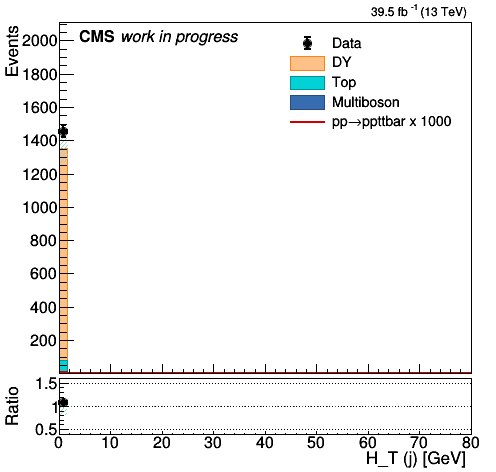 39.5 fb⁻¹ (13 TeV)
CMS work in progress
Events
2000
1800
1600
1400
1200
1000
800
600
400
200
Data
DY
Top
Multiboson
pp→ppttbar x 1000
Ratio
1.5
1
0.5
0 10 20 30 40 50 60 70 80
H_T (j) [GeV]